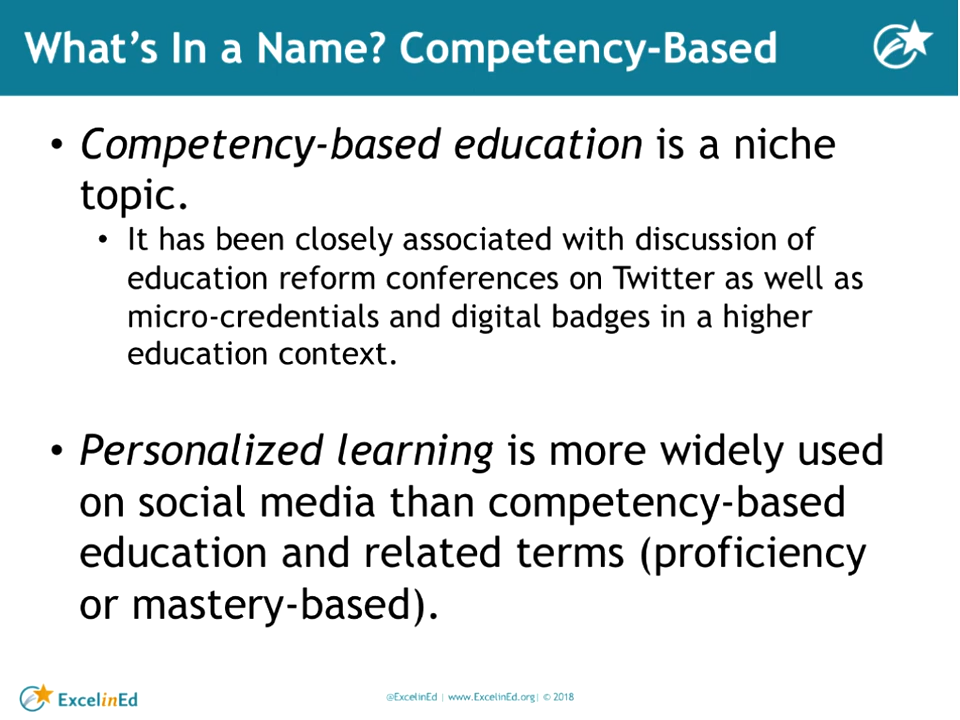 What's In a Name? Competency-Based
• Competency-based education is a niche
topic.
• It has been closely associated with discussion of
education reform conferences on Twitter as well as
micro-credentials and digital badges in a higher
education context.
• Personalized learning is more widely used
on social media than competency-based
education and related terms (proficiency
or mastery-based).
ExcelinEd
@ExcelinEd | www.ExcelinEd.org| © 2018